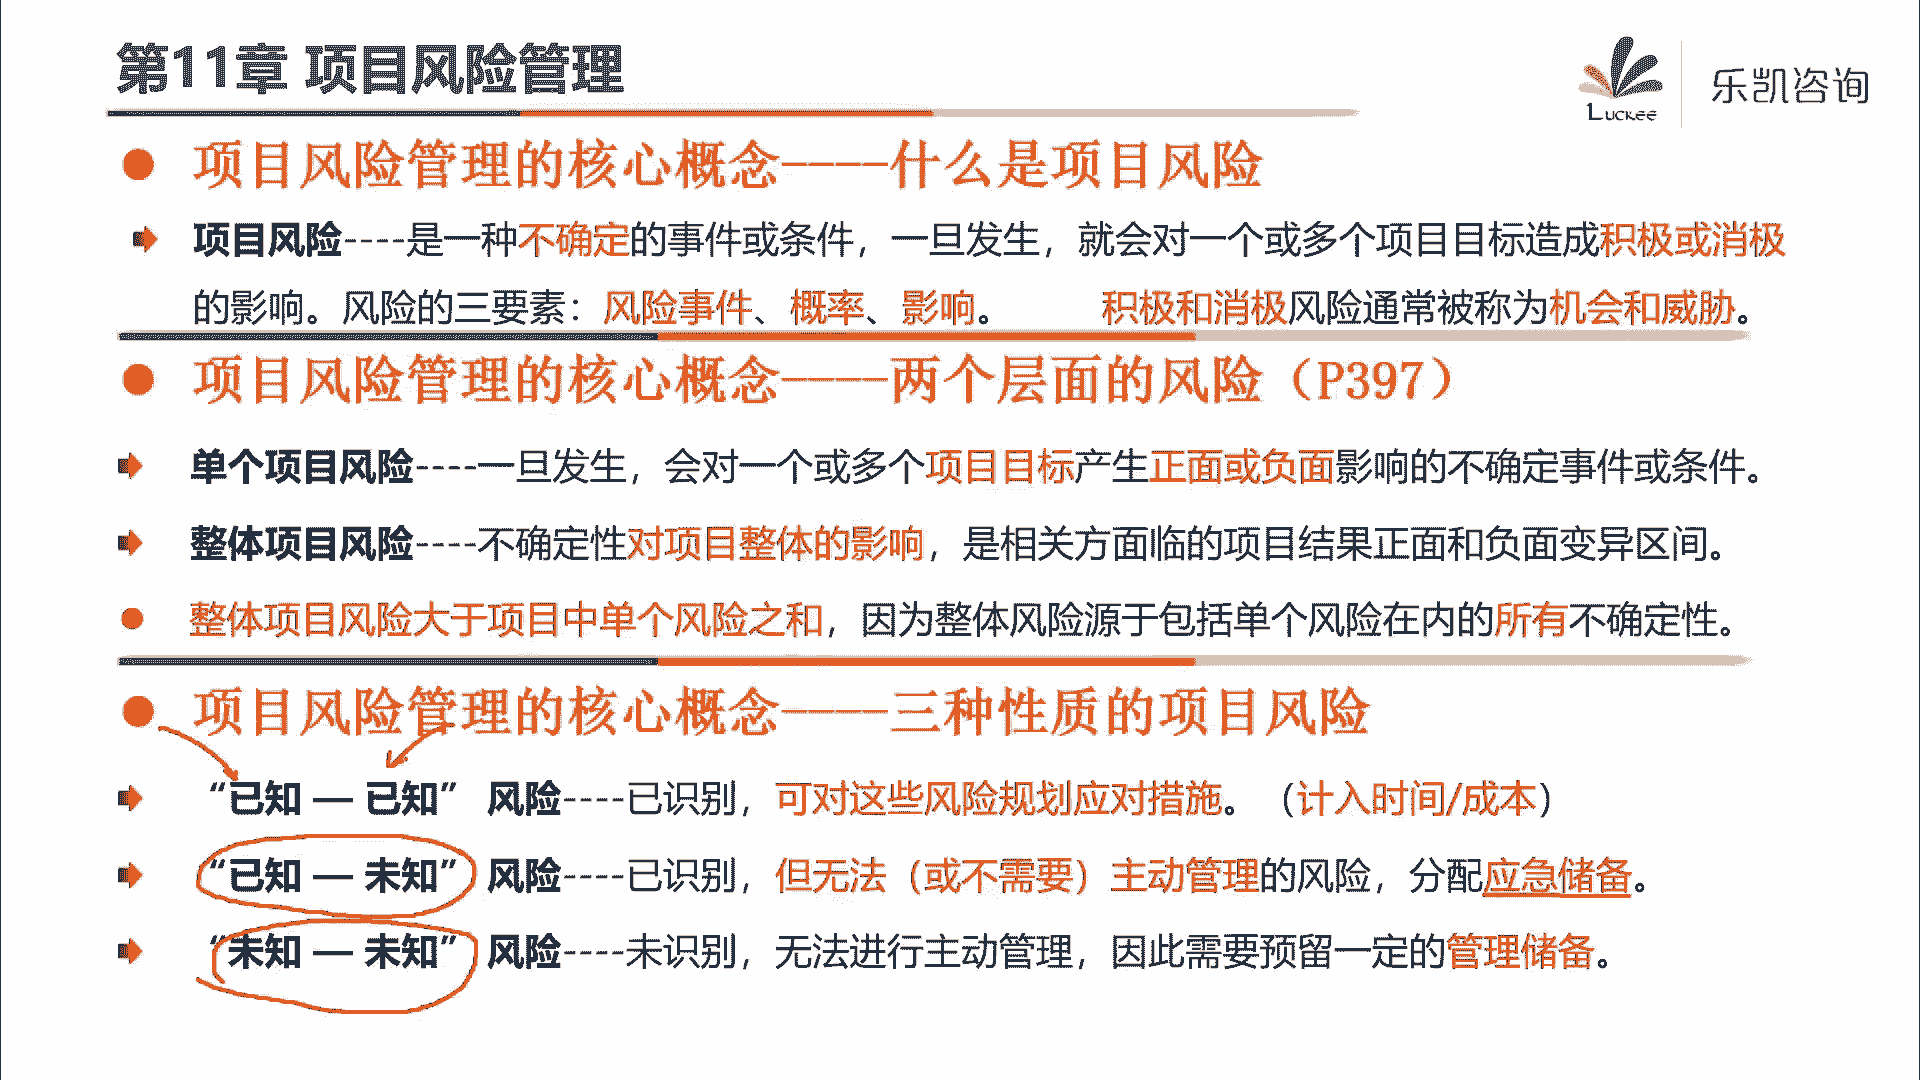 第11章 项目风险管理
Luckee
乐凯咨询
项目风险管理的核心概念----什么是项目风险
项目风险----是一种不确定的事件或条件，一旦发生，就会对一个或多个项目目标造成积极或消极
的影响。风险的三要素：风险事件、概率、影响。 积极和消极风险通常被称为机会和威胁。
项目风险管理的核心概念----两个层面的风险（P397）
单个项目风险----一旦发生，会对一个或多个项目目标产生正面或负面影响的不确定事件或条件。
整体项目风险----不确定性对项目整体的影响，是相关方面临的项目结果正面和负面变异区间。
整体项目风险大于项目中单个风险之和，因为整体风险源于包括单个风险在内的所有不确定性。
项目风险管理的核心概念----三种性质的项目风险
“已知 — 已知” 风险----已识别，可对这些风险规划应对措施。（计入时间/成本）
“已知 — 未知” 风险----已识别，但无法（或不需要）主动管理的风险，分配应急储备。
“未知 — 未知” 风险----未识别，无法进行主动管理，因此需要预留一定的管理储备。